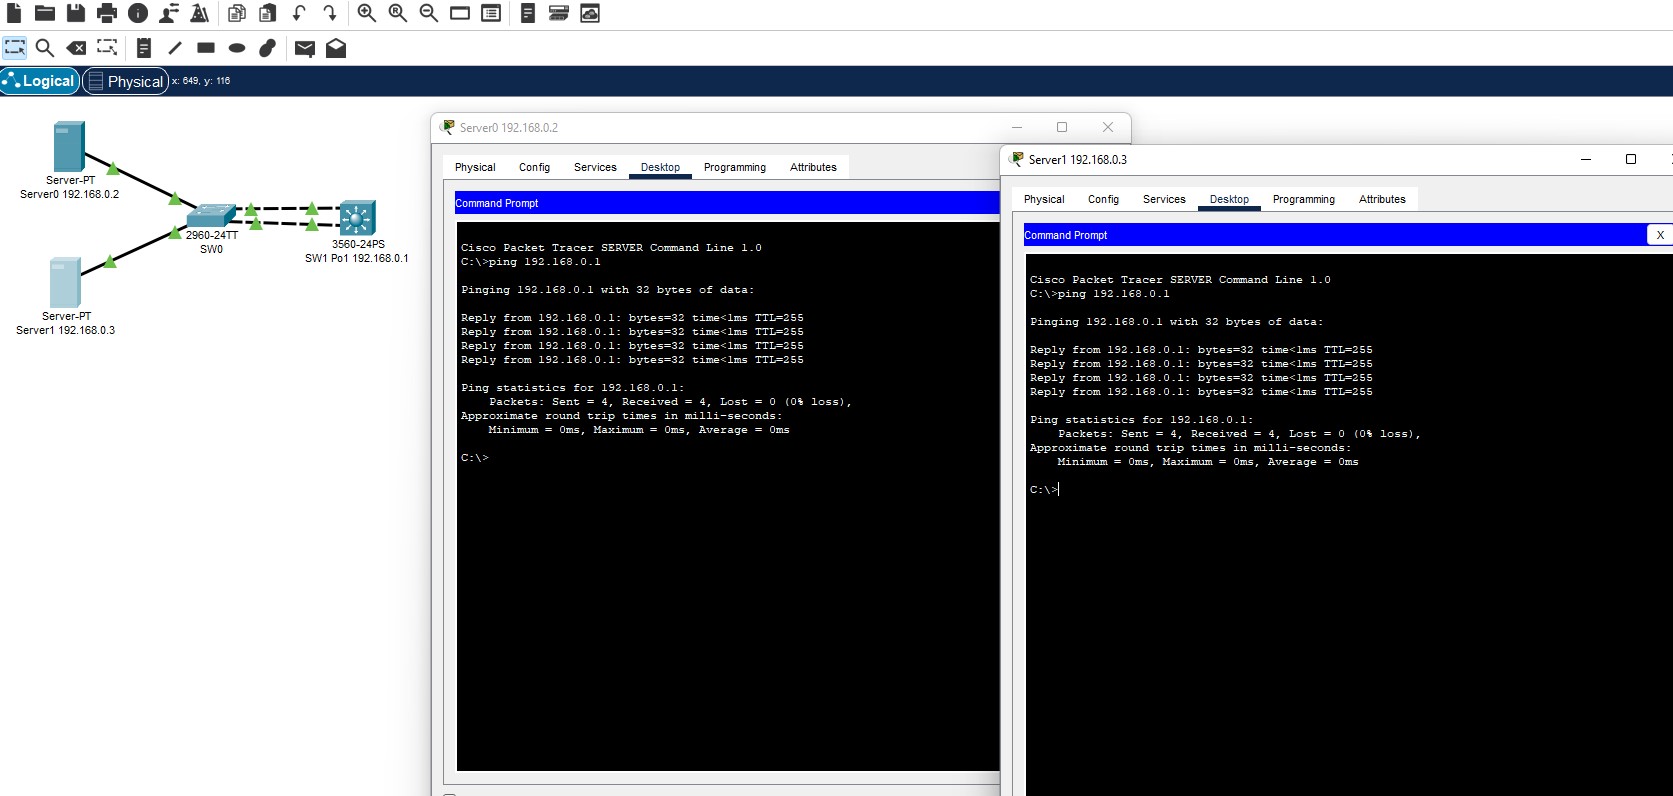 Logical
Physical
x: 649, y: 116
Server-PT
Server0 192.168.0.2
2960-24TT
SW0
3560-24PS
SW1 Po1 192.168.0.1
Server-PT
Server1 192.168.0.3
Server0 192.168.0.2
Physical Config Services Desktop Programming Attributes
Command Prompt
Cisco Packet Tracer SERVER Command Line 1.0
C:\>ping 192.168.0.1
Pinging 192.168.0.1 with 32 bytes of data:
Reply from 192.168.0.1: bytes=32 time<1ms TTL=255
Reply from 192.168.0.1: bytes=32 time<1ms TTL=255
Reply from 192.168.0.1: bytes=32 time<1ms TTL=255
Reply from 192.168.0.1: bytes=32 time<1ms TTL=255
Ping statistics for 192.168.0.1:
Packets: Sent = 4, Received = 4, Lost = 0 (0% loss),
Approximate round trip times in milli-seconds:
Minimum = 0ms, Maximum = 0ms, Average = 0ms
C:\>
Server1 192.168.0.3
Physical Config Services Desktop Programming Attributes
Command Prompt
X
Cisco Packet Tracer SERVER Command Line 1.0
C:\>ping 192.168.0.1
Pinging 192.168.0.1 with 32 bytes of data:
Reply from 192.168.0.1: bytes=32 time<1ms TTL=255
Reply from 192.168.0.1: bytes=32 time<1ms TTL=255
Reply from 192.168.0.1: bytes=32 time<1ms TTL=255
Reply from 192.168.0.1: bytes=32 time<1ms TTL=255
Ping statistics for 192.168.0.1:
Packets: Sent = 4, Received = 4, Lost = 0 (0% loss),
Approximate round trip times in milli-seconds:
Minimum = 0ms, Maximum = 0ms, Average = 0ms
C:\>